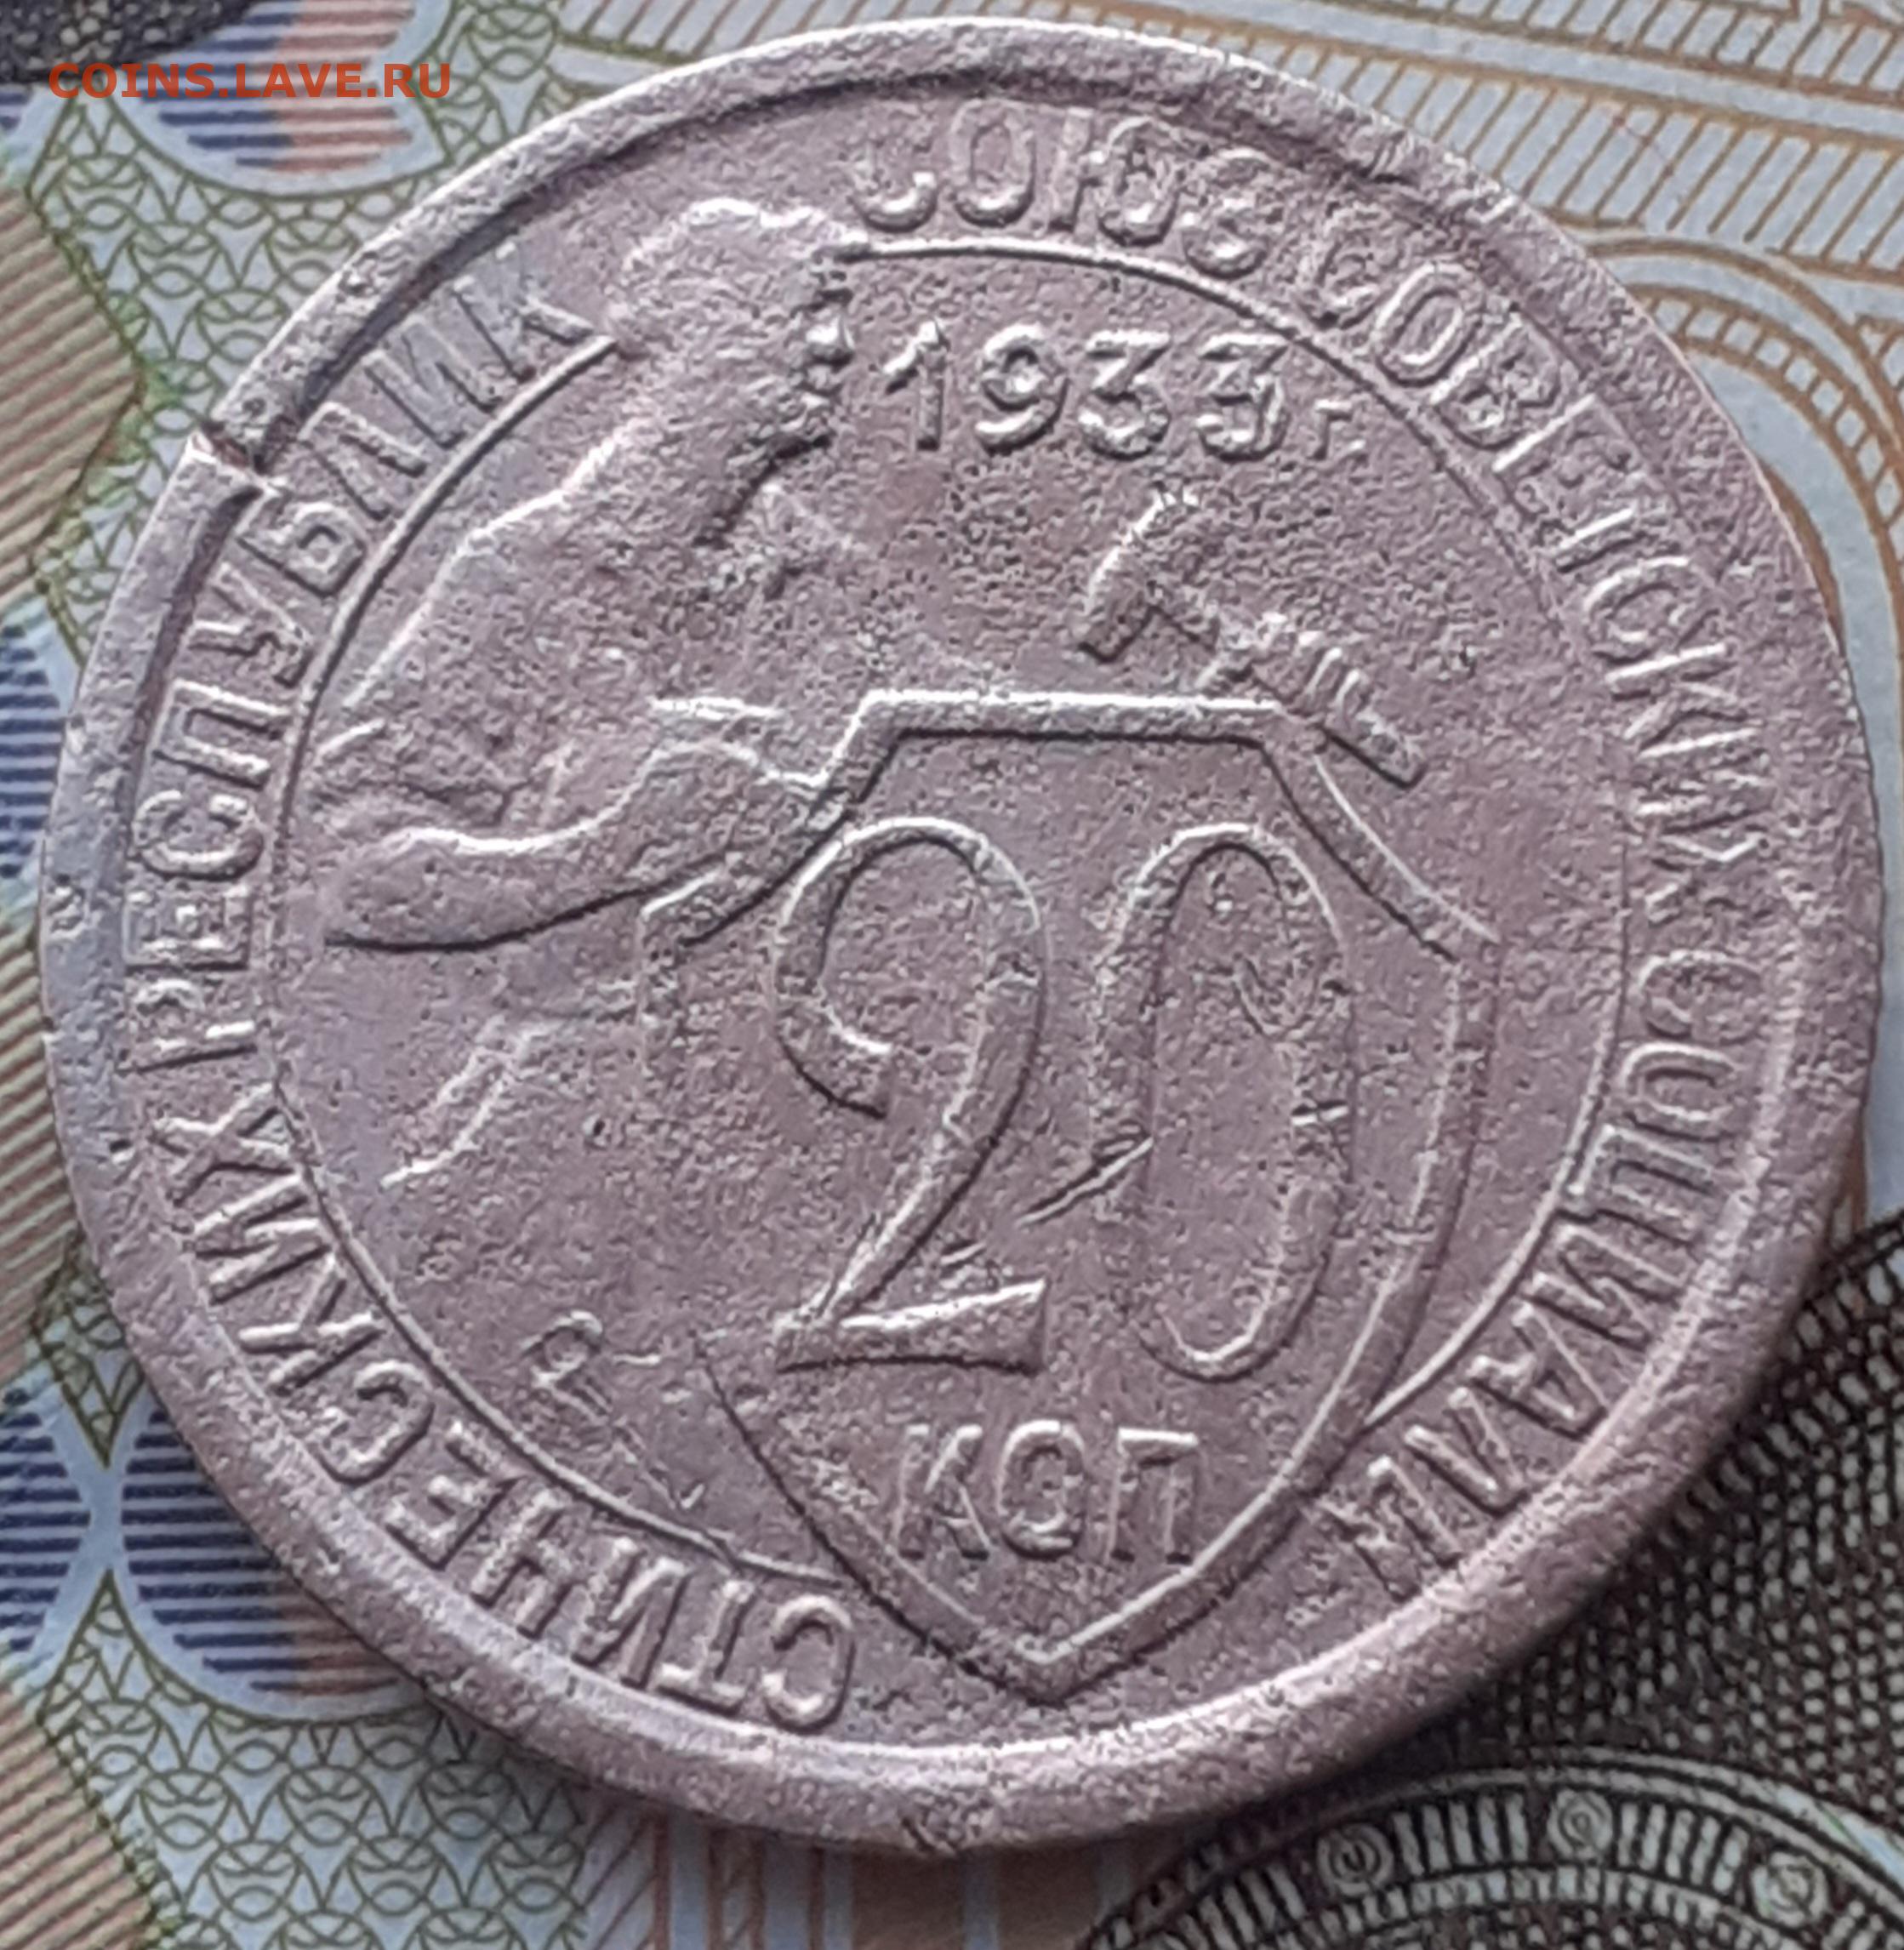 COINS.LAVE.RU
СОЮЗ СОВЕТСКИХ СОЦИАЛИСТИЧЕСКИХ РЕСПУБЛИК
1933 г
20
КОП